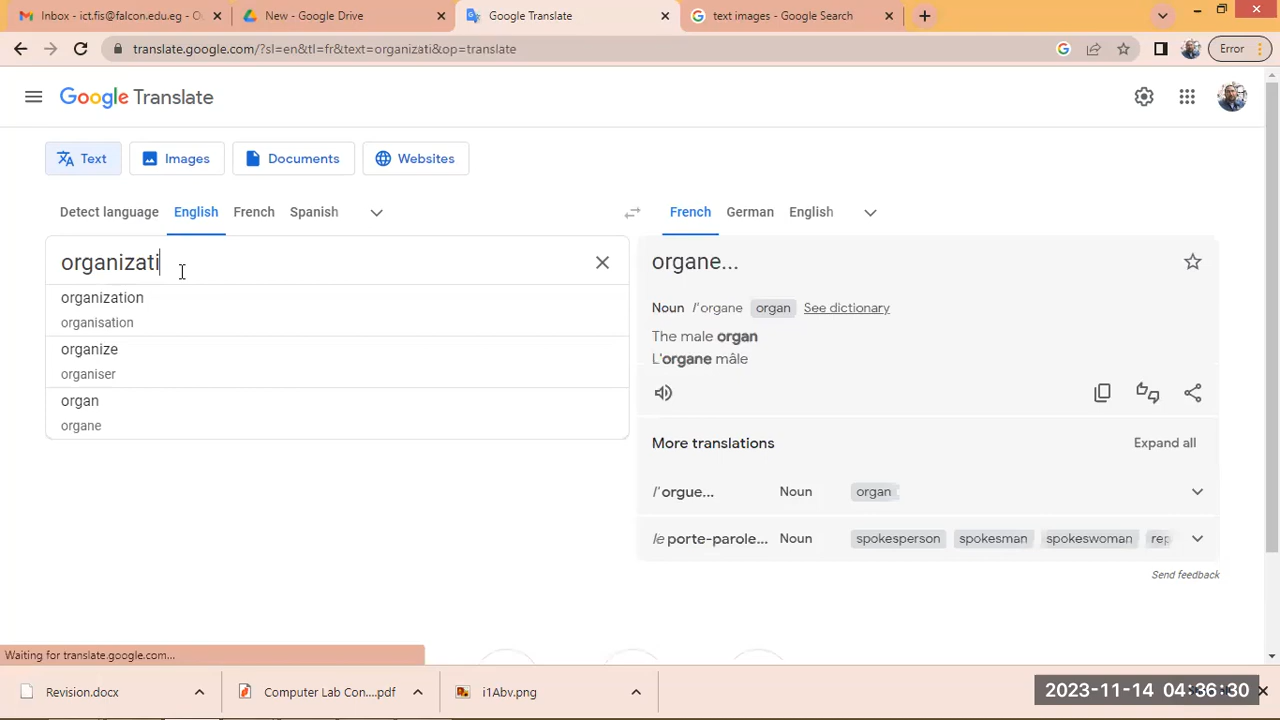 Inbox - ict.fis@falcon.edu.eg - O
New - Google Drive
Google Translate
text images - Google Search
translate.google.com/?sl=en&tl=fr&text=organizati&op=translate
Error
Google Translate
Text
Images
Documents
Websites
Detect language
English
French
Spanish
French
German
English
organizati
organization
organisation
organize
organiser
organ
organe
organe...
Noun l'organe organ See dictionary
The male organ
L'organe mâle
More translations
Expand all
l'orgue... Noun organ
le porte-parole... Noun spokesperson spokesman spokeswoman rep
Send feedback
Waiting for translate.google.com...
Revision.docx
Computer Lab Con....pdf
i1Abv.png
2023-11-14 04:36:30